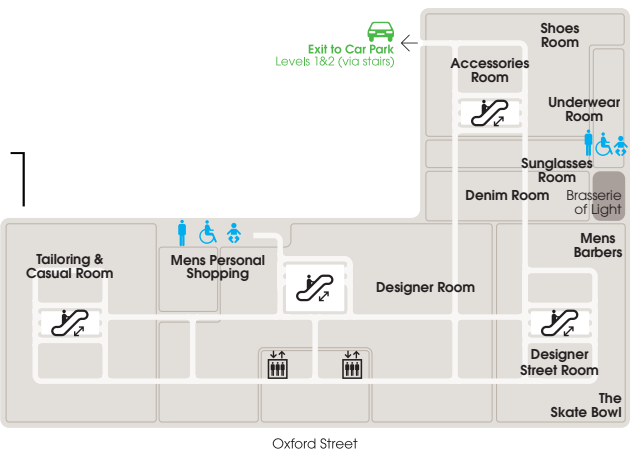 Shoes
Room
Exit to Car Park
Levels 1&2 (via stairs)
Accessories
Room
Underwear
Room
1
Sunglasses
Room
Denim Room
Brasserie
of Light
Mens
Barbers
Tailoring &
Casual Room
Mens Personal
Shopping
Designer Room
Designer
Street Room
The
Skate Bowl
Oxford Street